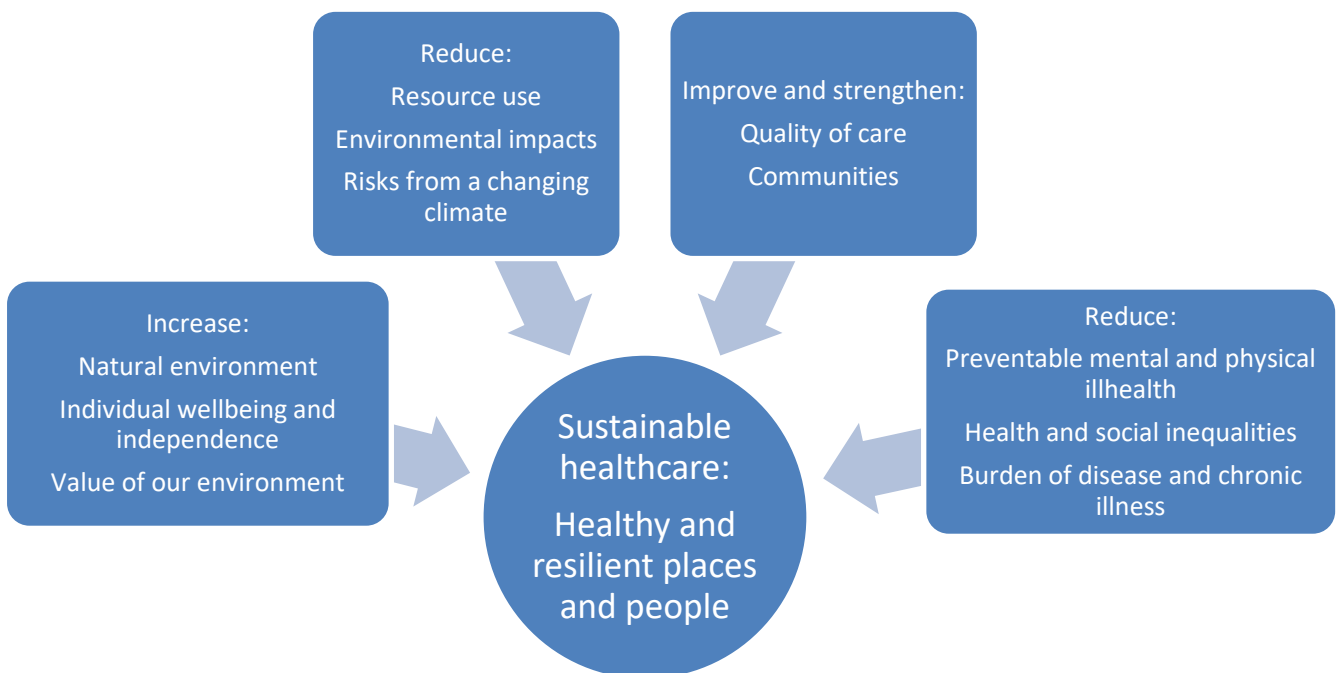 Reduce:
Resource use
Environmental impacts
Risks from a changing
climate
Improve and strengthen:
Quality of care
Communities
Increase:
Natural environment
Individual wellbeing and
independence
Value of our environment
Reduce:
Preventable mental and physical
illhealth
Health and social inequalities
Burden of disease and chronic
illness
Sustainable
healthcare:
Healthy and
resilient places
and people